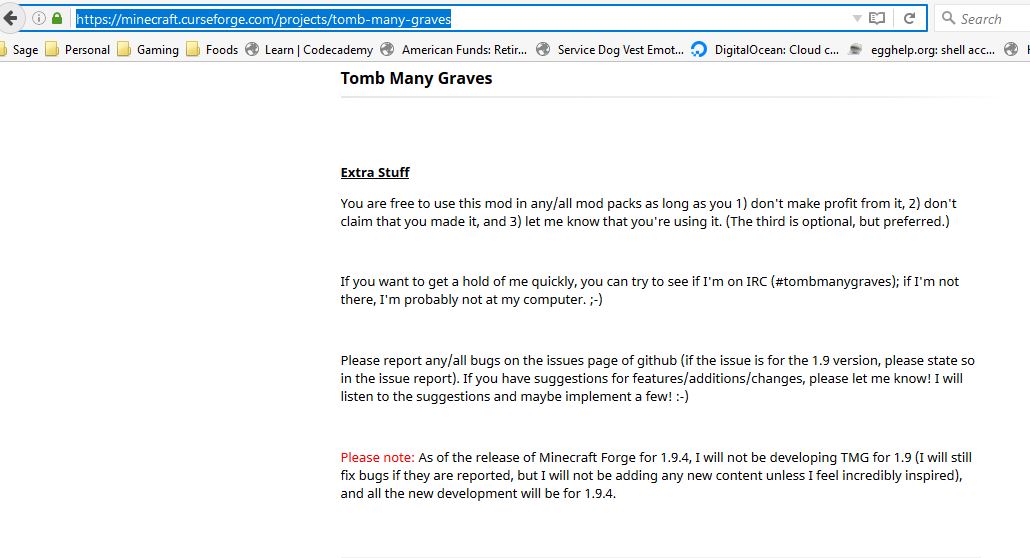 https://minecraft.curseforge.com/projects/tomb-many-graves
Search
Sage Personal Gaming Foods Learn | Codecademy American Funds: Retir... Service Dog Vest Emot... DigitalOcean: Cloud c... egghelp.org: shell acc...
Tomb Many Graves
Extra Stuff
You are free to use this mod in any/all mod packs as long as you 1) don't make profit from it, 2) don't
claim that you made it, and 3) let me know that you're using it. (The third is optional, but preferred.)
If you want to get a hold of me quickly, you can try to see if I'm on IRC (#tombmanygraves); if I'm not
there, I'm probably not at my computer. ;-)
Please report any/all bugs on the issues page of github (if the issue is for the 1.9 version, please state so
in the issue report). If you have suggestions for features/additions/changes, please let me know! I will
listen to the suggestions and maybe implement a few! :-)
Please note: As of the release of Minecraft Forge for 1.9.4, I will not be developing TMG for 1.9 (I will still
fix bugs if they are reported, but I will not be adding any new content unless I feel incredibly inspired),
and all the new development will be for 1.9.4.